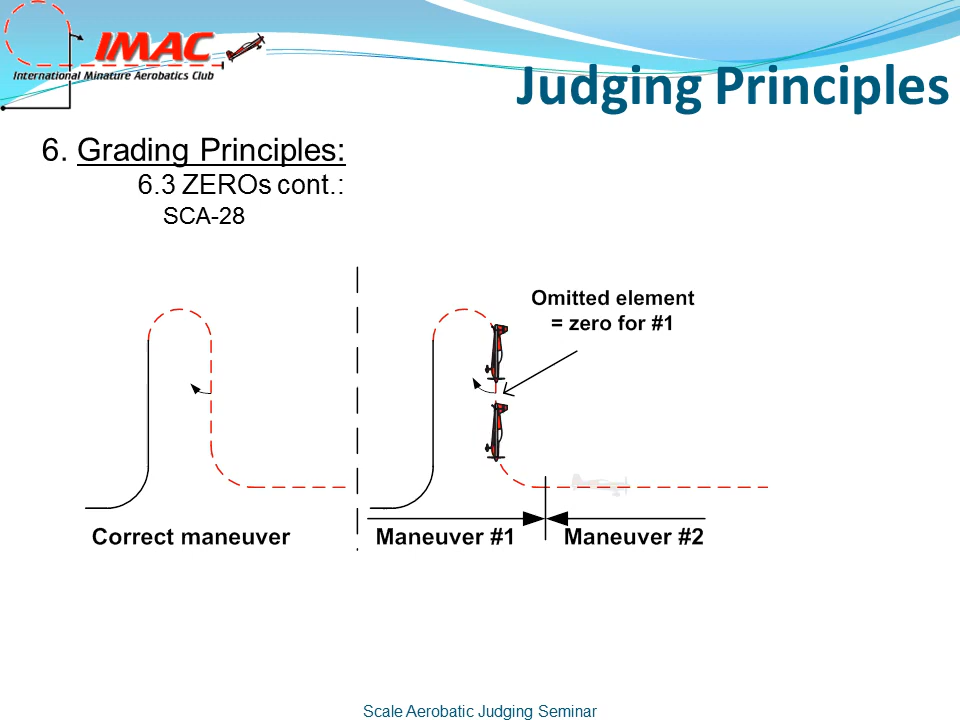 IMAC
International Minature Aerobatics Club
Judging Principles
6. Grading Principles:
6.3 ZEROs cont.:
SCA-28
Omitted element
= zero for #1
Correct maneuver
Maneuver #1
Maneuver #2
Scale Aerobatic Judging Seminar